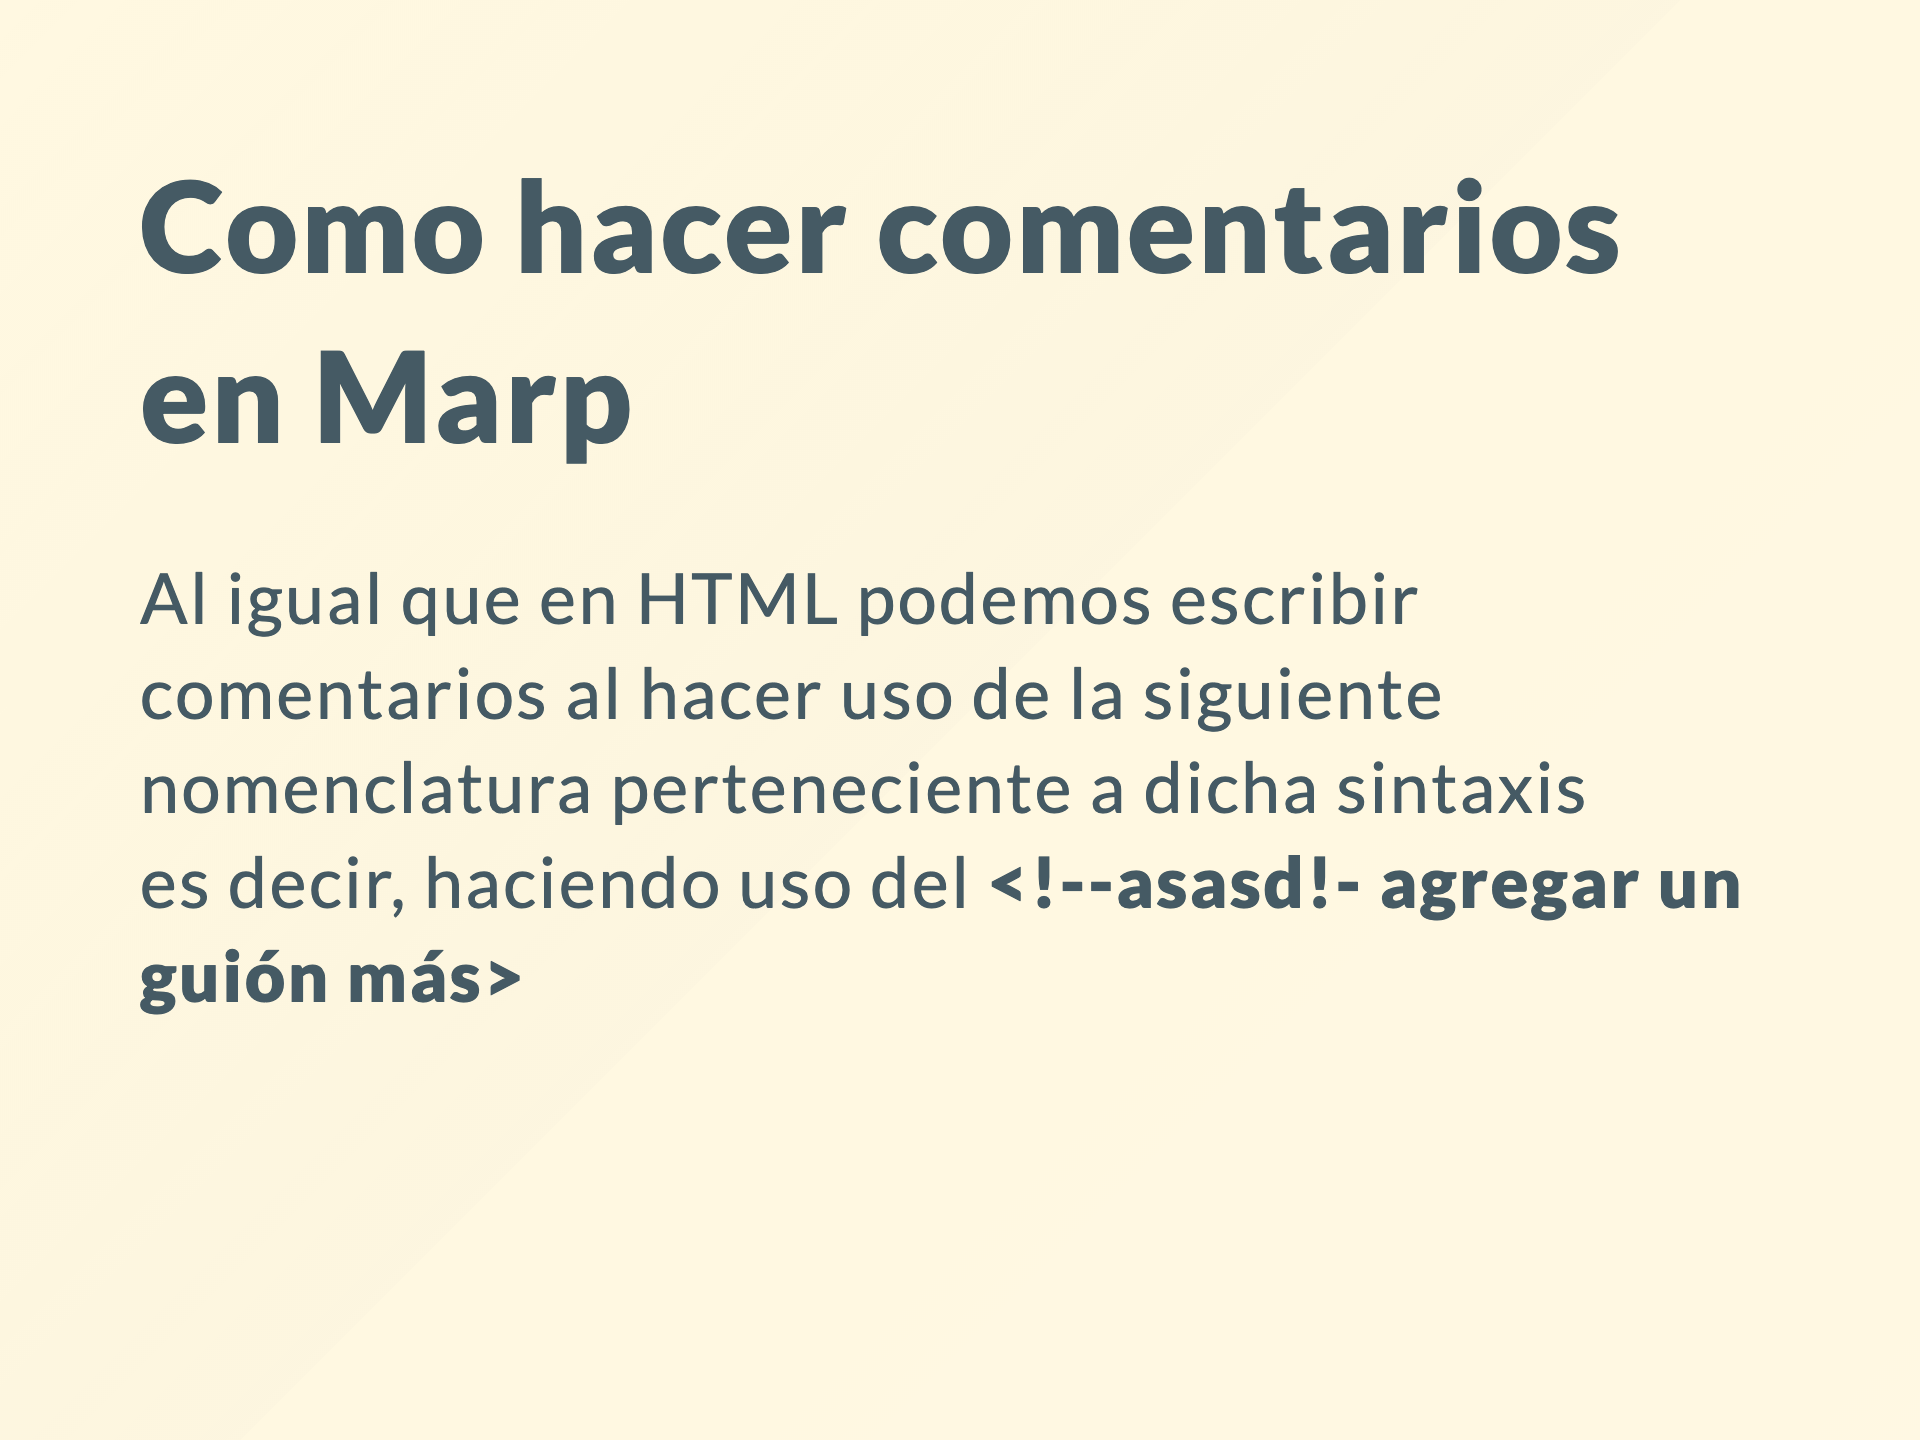 Como hacer comentarios
en Marp
Al igual que en HTML podemos escribir
comentarios al hacer uso de la siguiente
nomenclatura perteneciente a dicha sintaxis
es decir, haciendo uso del <!--asasd!- agregar un
guión más>